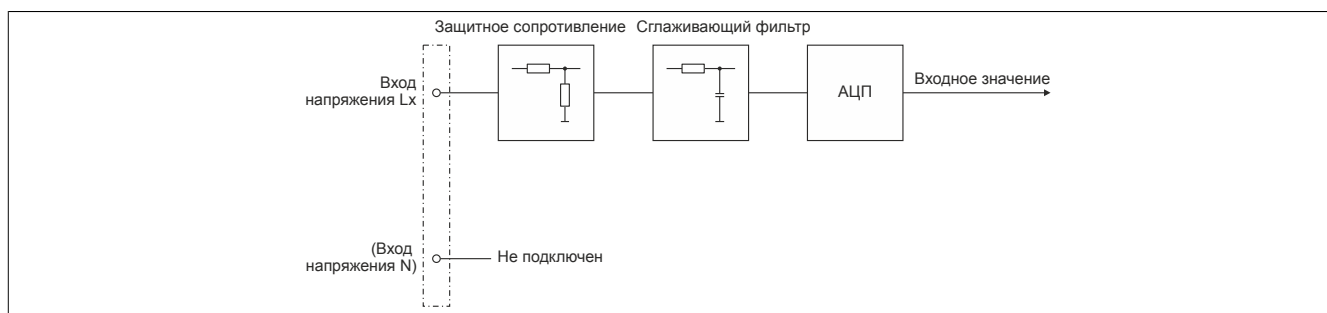 Защитное сопротивление
Сглаживающий фильтр
Вход
напряжения Lx
АЦП
Входное значение
(Вход
напряжения N)
Не подключен